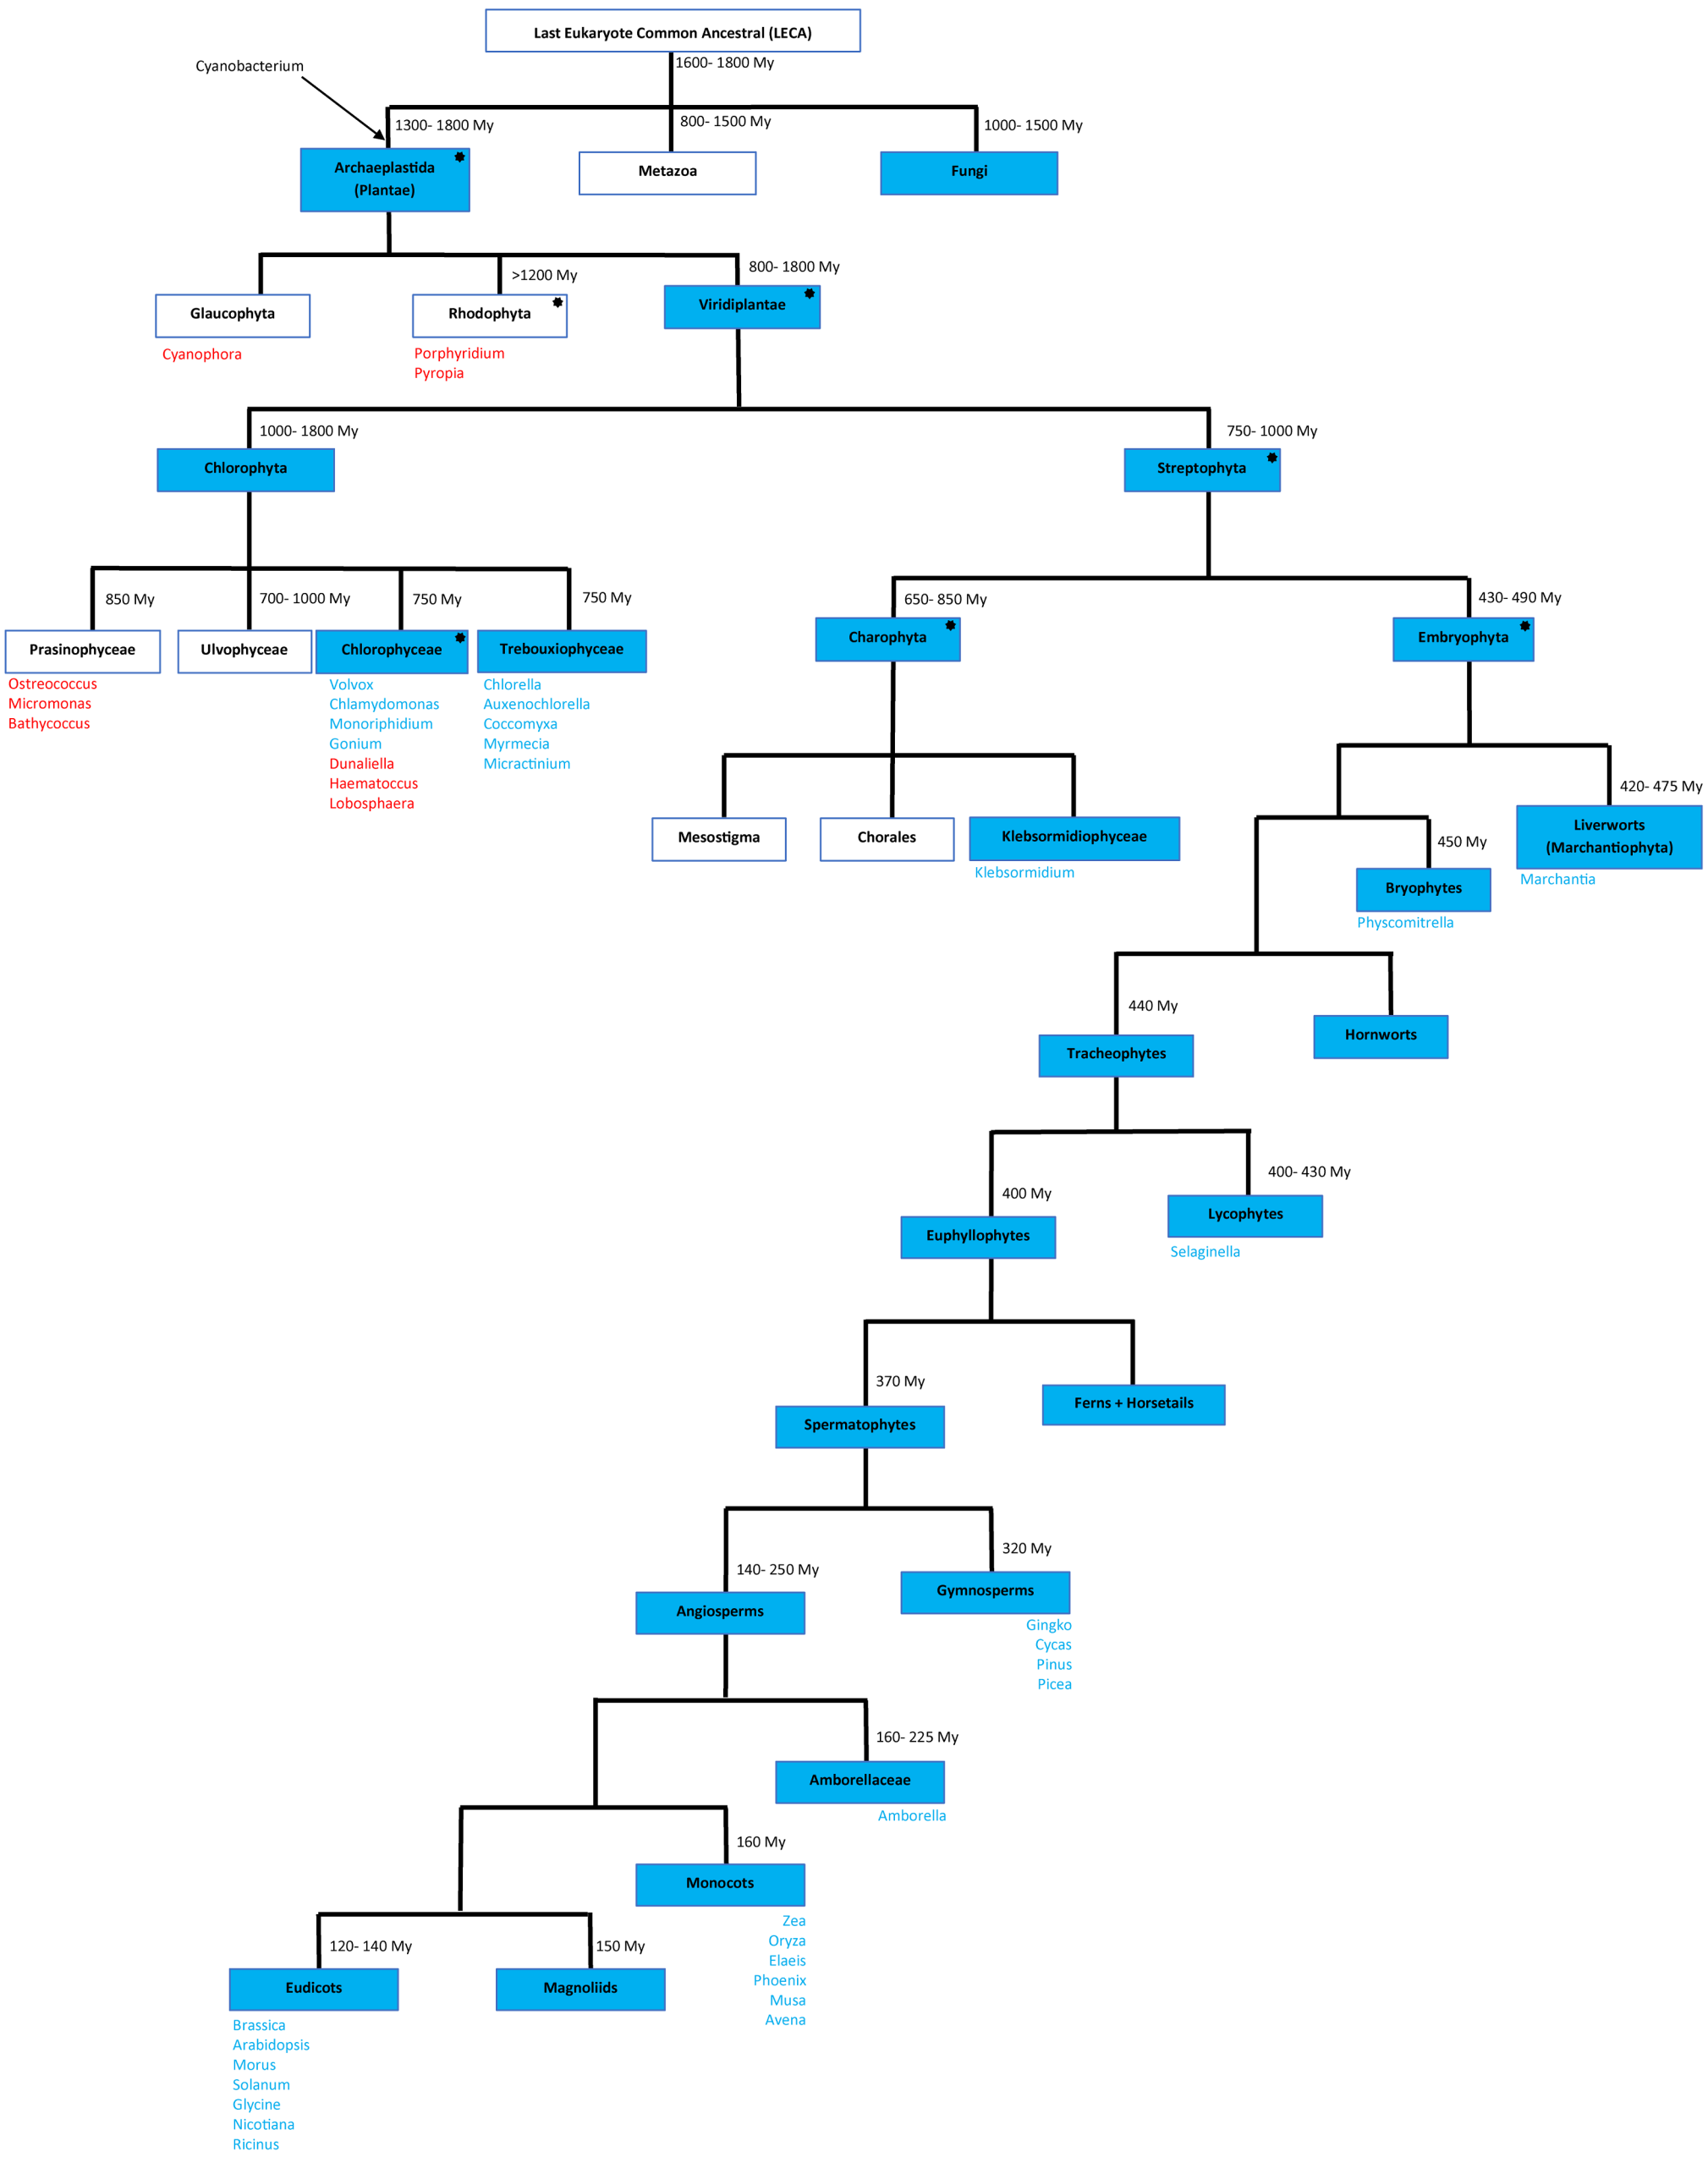 Last Eukaryote Common Ancestral (LECA)
Cyanobacterium
1600- 1800 My
1300- 1800 My
800- 1500 My
1000- 1500 My
Archaeplastida
(Plantae)
Metazoa
Fungi
>1200 My
800- 1800 My
Glaucophyta
Rhodophyta
Viridiplantae
Cyanophora
Porphyridium
Pyropia
1000- 1800 My
750- 1000 My
Chlorophyta
Streptophyta
850 My
700- 1000 My
750 My
750 My
650- 850 My
430- 490 My
Prasinophyceae
Ulvophyceae
Chlorophyceae
Trebouxiophyceae
Charophyta
Embryophyta
Ostreococcus
Micromonas
Bathycoccus
Volvox
Chlamydomonas
Monoriphidium
Gonium
Dunaliella
Haematoccus
Lobosphaera
Chlorella
Auxenochlorella
Coccomyxa
Myrmecia
Micractinium
420- 475 My
Mesostigma
Chorales
Klebsormidiophyceae
Klebsormidium
450 My
Liverworts
(Marchantiophyta)
Marchantia
Bryophytes
Physcomitrella
440 My
Tracheophytes
Hornworts
400 My
400- 430 My
Euphyllophytes
Lycophytes
Selaginella
370 My
Spermatophytes
Ferns + Horsetails
140- 250 My
320 My
Angiosperms
Gymnosperms
Gingko
Cycas
Pinus
Picea
160- 225 My
Amborellaceae
Amborella
160 My
Monocots
Zea
Oryza
Elaeis
Phoenix
Musa
Avena
120- 140 My
150 My
Eudicots
Magnoliids
Brassica
Arabidopsis
Morus
Solanum
Glycine
Nicotiana
Ricinus